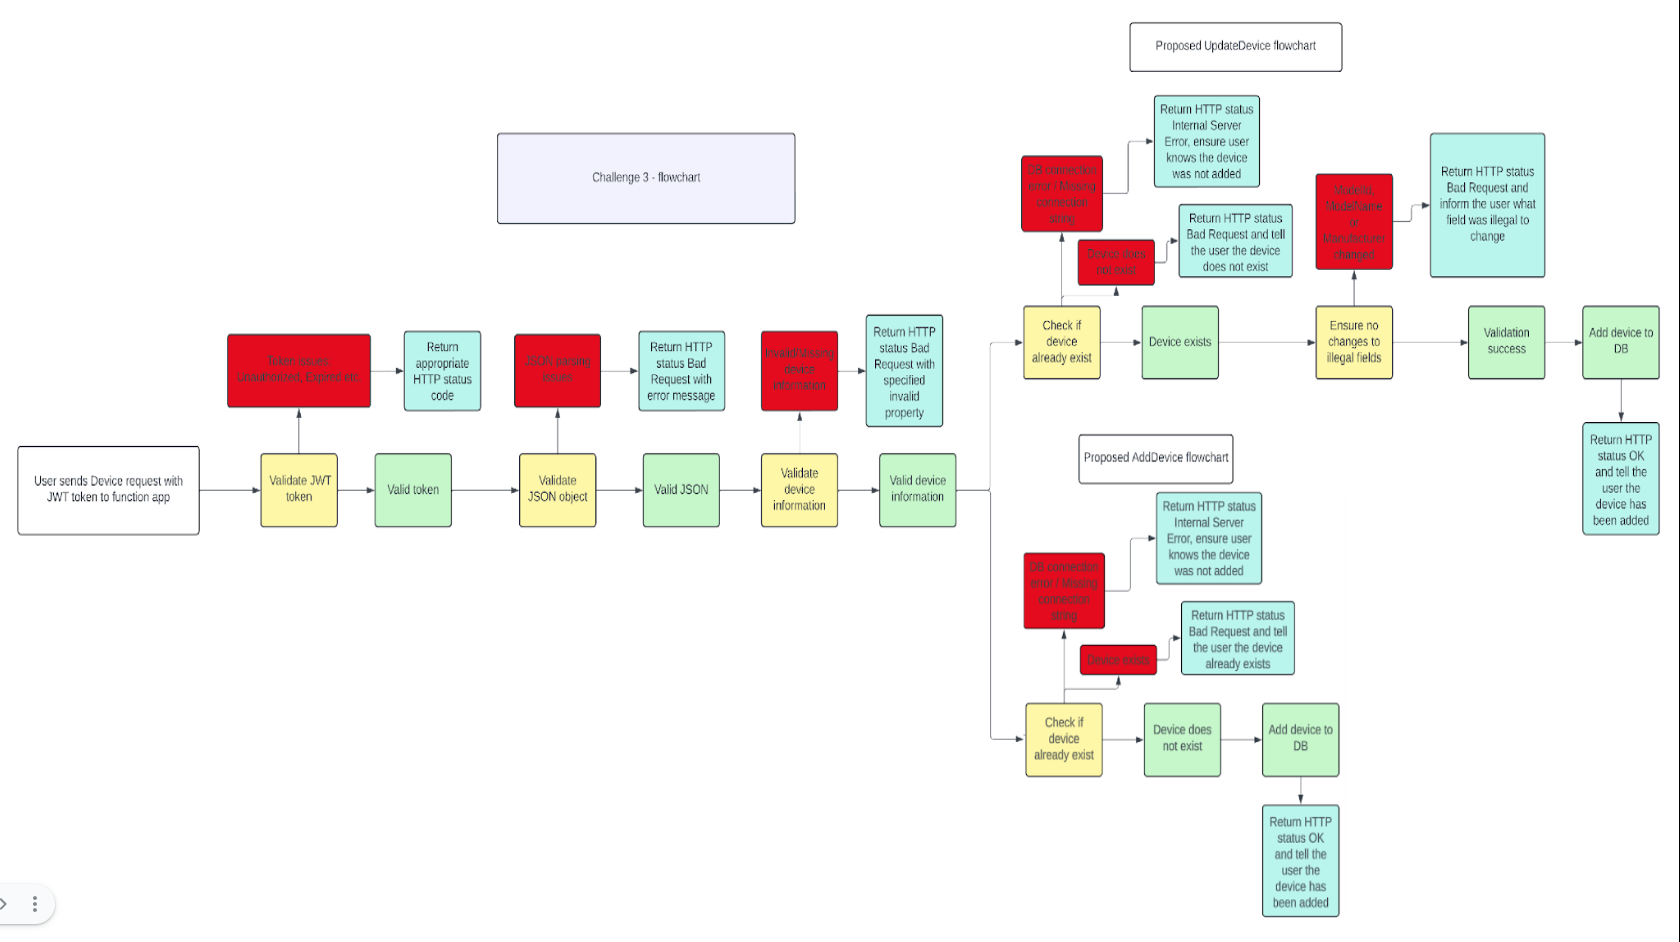 Proposed UpdateDevice flowchart
Challenge 3 - flowchart
Return HTTP status
Internal Server
Error, ensure user
knows the device
was not added
DB connection
error / Missing
connection
string
Return HTTP status
Bad Request and tell
the user the device
does not exist
Device does
not exist
or
changed
Return HTTP status
Bad Request and
inform the user what
field was illegal to
change
Check if
device
already exist
Device exists
Ensure no
changes to
illegal fields
Validation
success
Add device to
DB
Return HTTP
status OK
and tell the
user the
device has
been added
Token issues:
Unauthorized, Expired etc.
Return
appropriate
HTTP status
code
JSON parsing
issues
Return HTTP
status Bad
Request with
error message
Invalid/Missing
device
information
Return HTTP
status Bad
Request with
specified
invalid
property
User sends Device request with
JWT token to function app
Validate JWT
token
Valid token
Validate
JSON object
Valid JSON
Validate
device
information
Valid device
information
Proposed AddDevice flowchart
Return HTTP status
Internal Server
Error, ensure user
knows the device
was not added
DB connection
error / Missing
connection
string
Return HTTP status
Bad Request and tell
the user the device
already exists
Device exists
Check if
device
already exist
Device does
not exist
Add device to
DB
Return HTTP
status OK
and tell the
user the
device has
been added